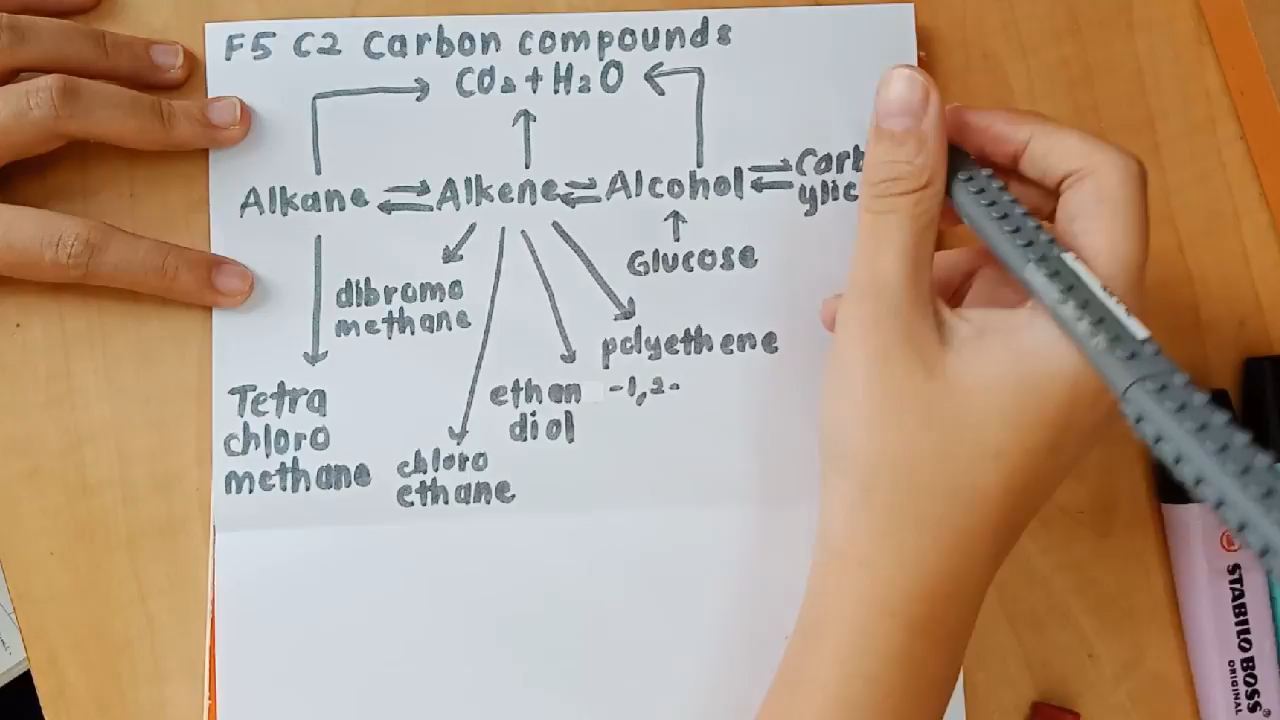 F5 C2 Carbon compounds
CO2 + H2O
Alkane ⇌ Alkene ⇌ Alcohol ⇌ Carb
ylic
Glucose
dibromo
methane
polyethene
Tetra
chloro
methane
ethan -1,2-
diol
chloro
ethane
STABILO BOSS
ORIGINAL